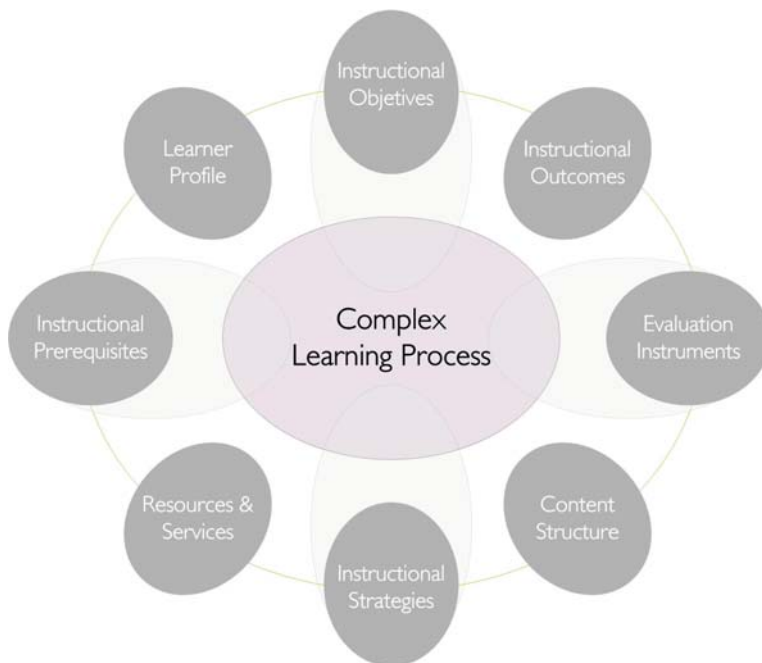 Instructional
Objetives
Learner
Profile
Instructional
Outcomes
Instructional
Prerequisites
Complex
Learning Process
Evaluation
Instruments
Resources &
Services
Content
Structure
Instructional
Strategies